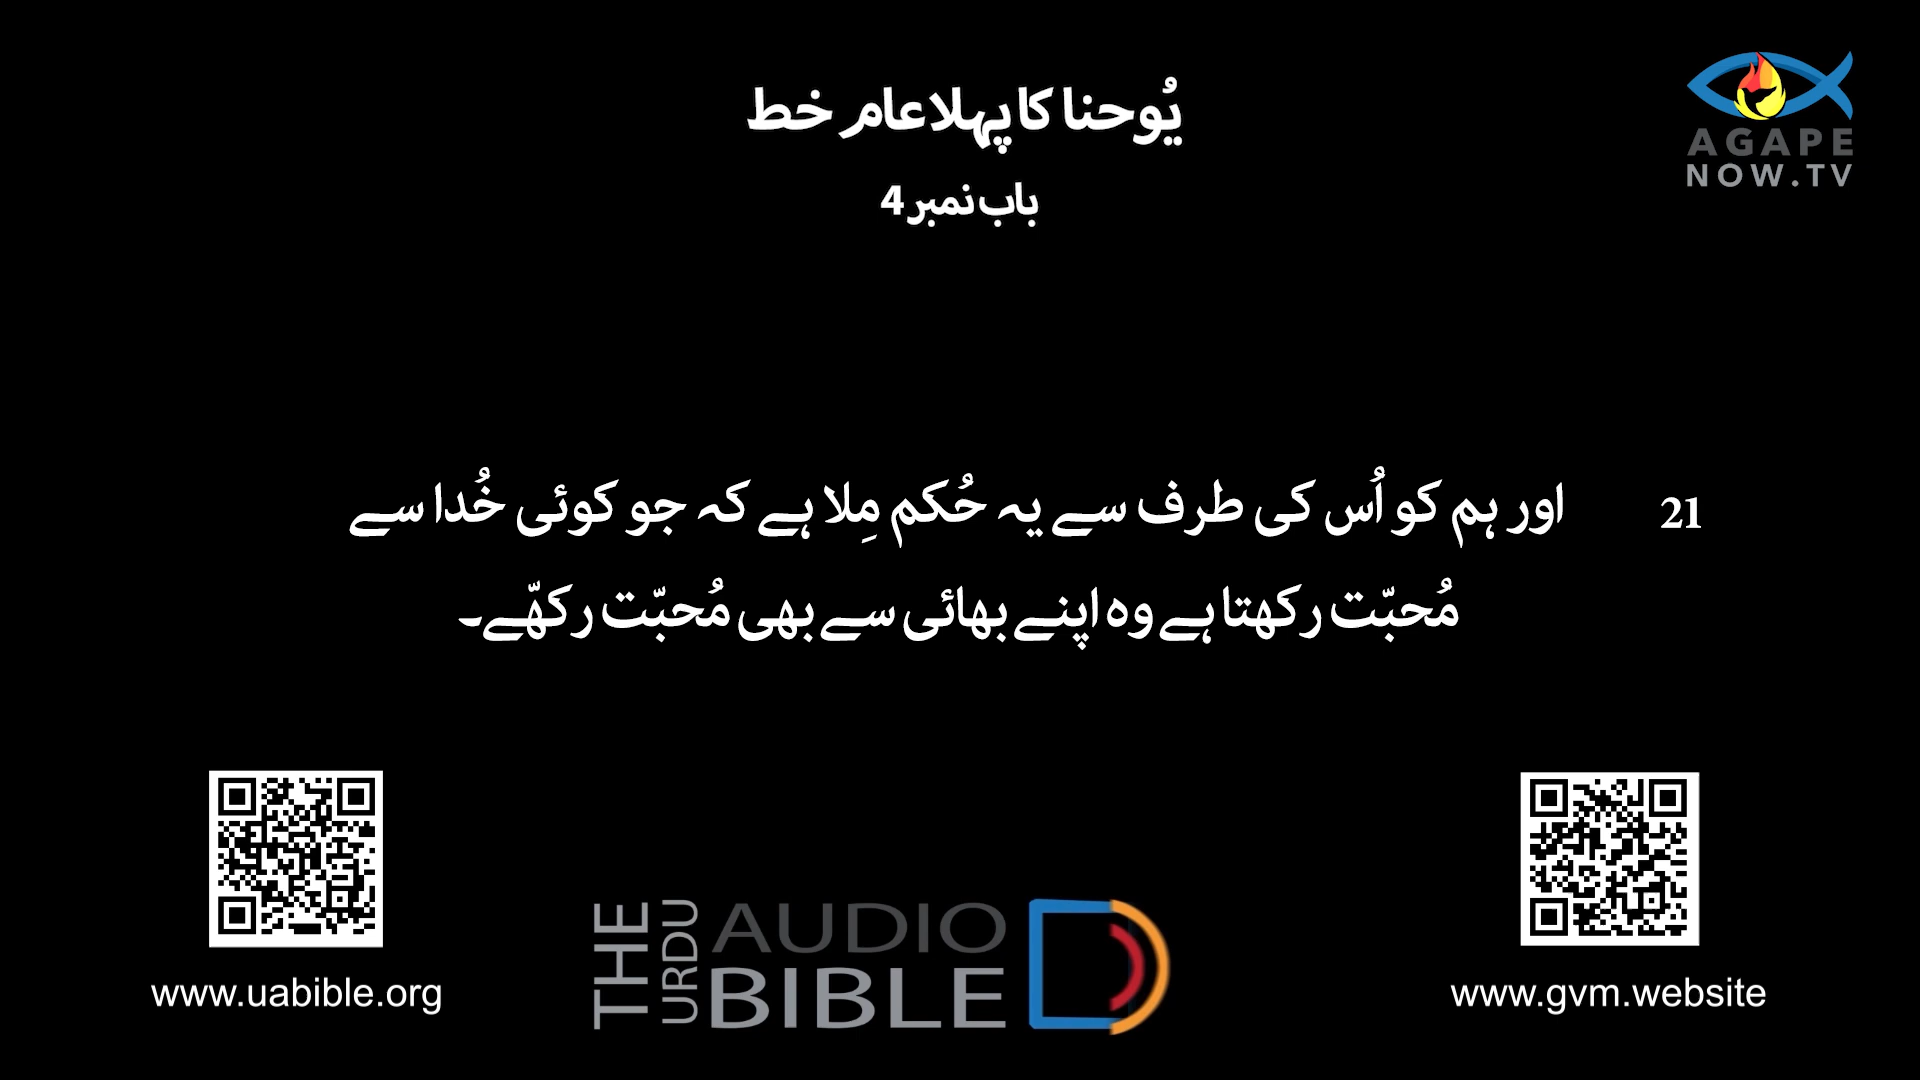 یُوحنا کا پہلا عام خط
باب نمبر 4
AGAPE
NOW.TV
21 اور ہم کو اُس کی طرف سے یہ حُکم مِلا ہے کہ جو کوئی خُدا سے
مُحبّت رکھتا ہے وہ اپنے بھائی سے بھی مُحبّت رکھّے۔
www.uabible.org
THE URDU AUDIO BIBLE
www.gvm.website